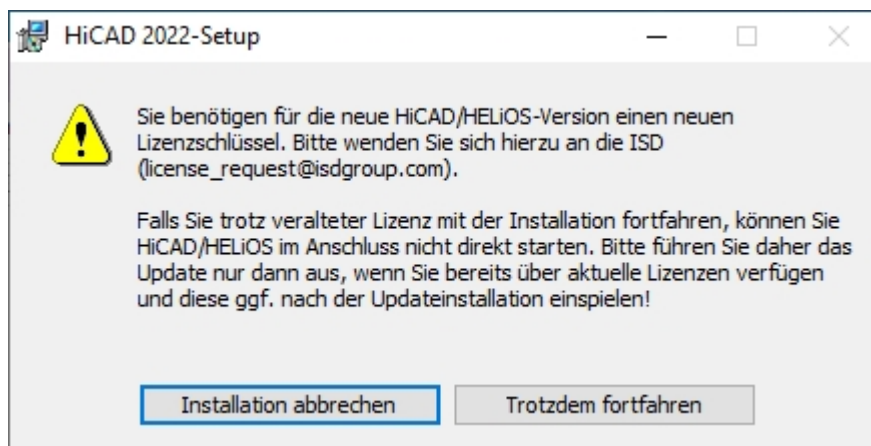 HiCAD 2022-Setup
Sie benötigen für die neue HiCAD/HELiOS-Version einen neuen
Lizenzschlüssel. Bitte wenden Sie sich hierzu an die ISD
(license_request@isdgroup.com).
Falls Sie trotz veralteter Lizenz mit der Installation fortfahren, können Sie
HiCAD/HELiOS im Anschluss nicht direkt starten. Bitte führen Sie daher das
Update nur dann aus, wenn Sie bereits über aktuelle Lizenzen verfügen
und diese ggf. nach der Updateinstallation einspielen!
Installation abbrechen
Trotzdem fortfahren